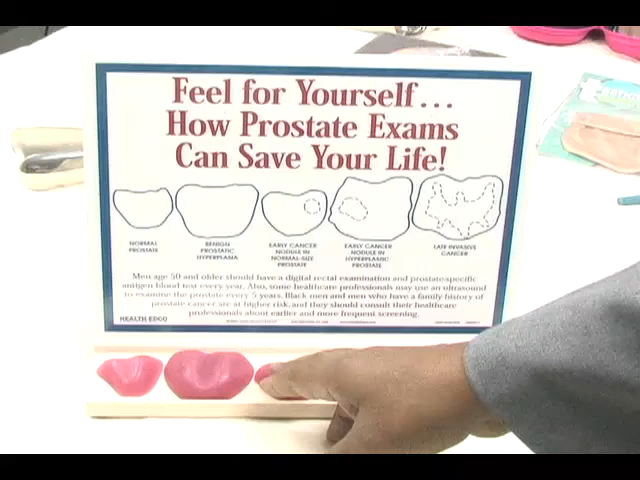 Feel for Yourself...
How Prostate Exams
Can Save Your Life!
NORMAL PROSTATE
BENIGN PROSTATIC HYPERPLASIA
EARLY CANCER NODULE IN NORMAL-SIZE PROSTATE
EARLY CANCER NODULE IN HYPERPLASTIC PROSTATE
LATE INVASIVE CANCER
Men age 50 and older should have a digital rectal examination and prostate-specific
antigen blood test every year. Also, some healthcare professionals may use an ultrasound
to examine the prostate every 5 years. Black men and men who have a family history of
prostate cancer are at higher risk, and they should consult their healthcare
professionals about earlier and more frequent screening.
HEALTH EDCO